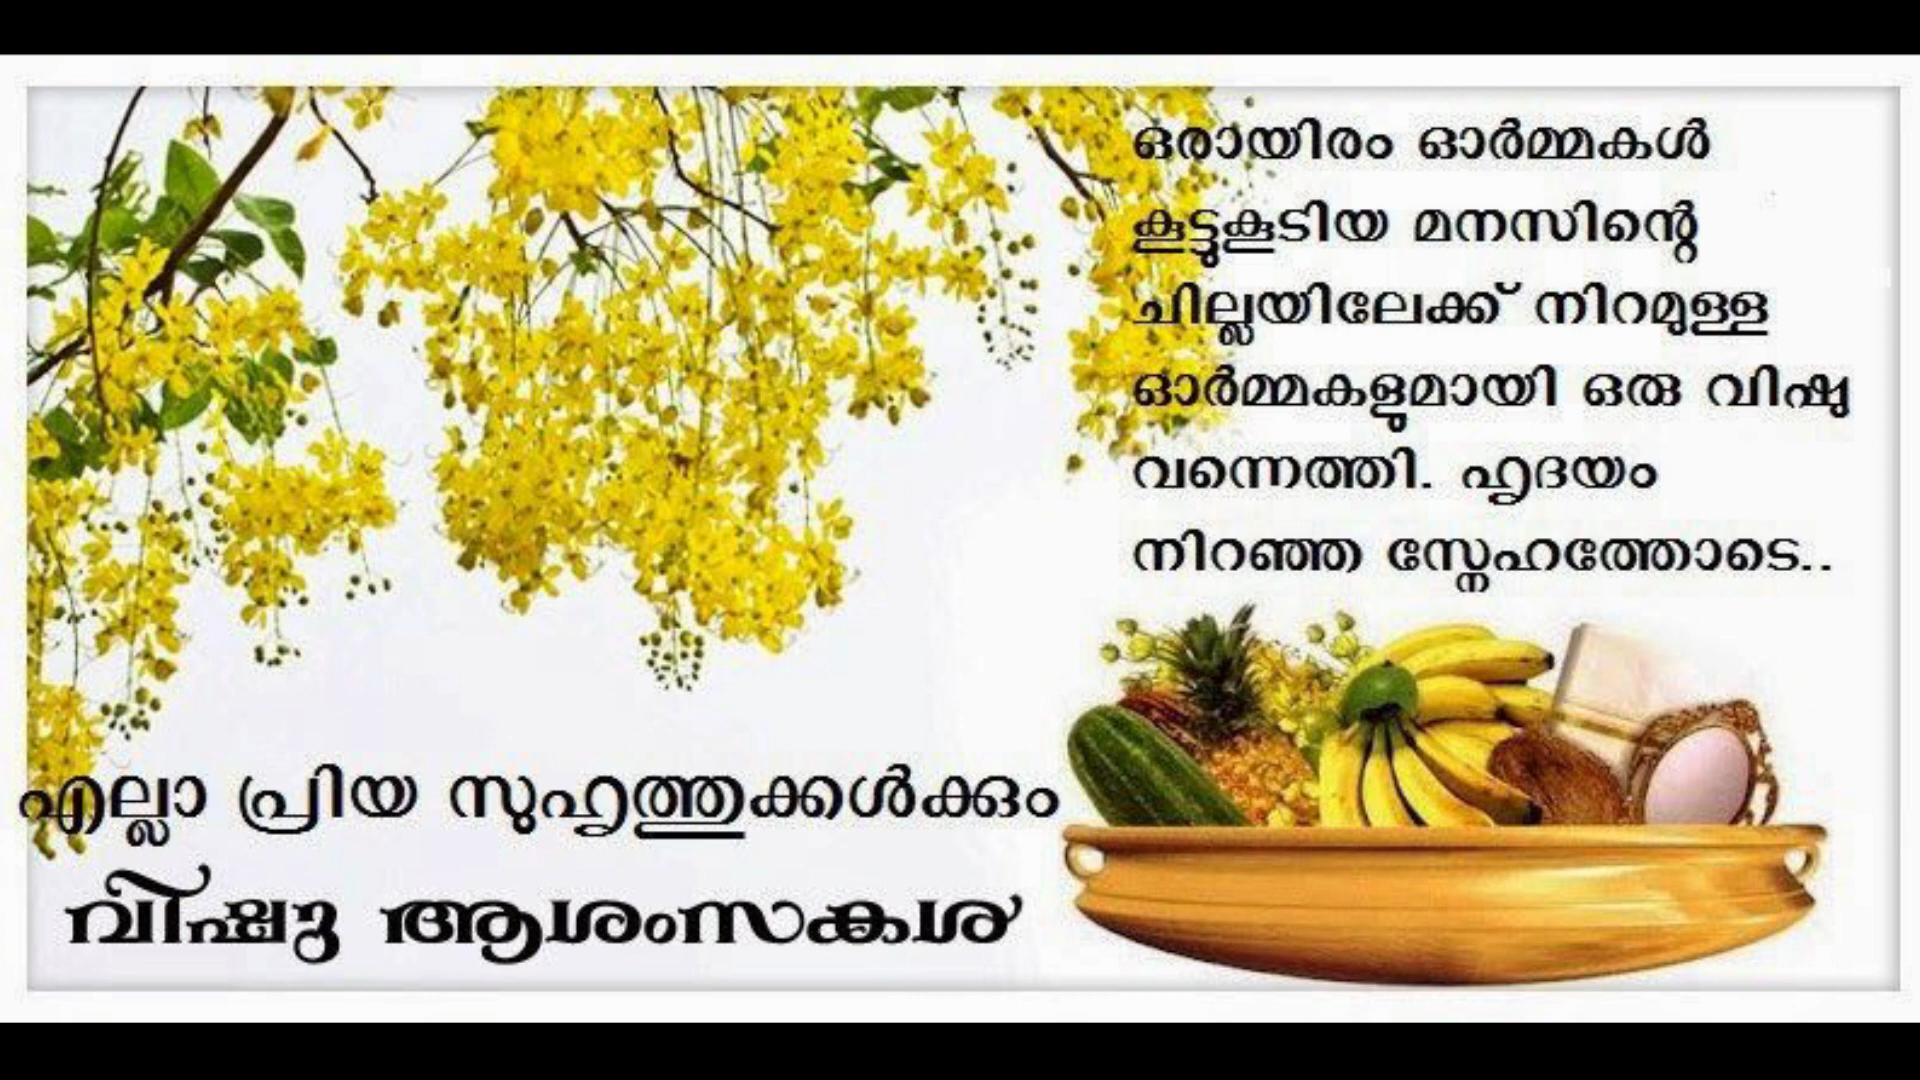 ഒരായിരം ഓർമ്മകൾ
കൂട്ടുകൂടിയ മനസിന്റെ
ചില്ലയിലേക്ക് നിറമുള്ള
ഓർമ്മകളുമായി ഒരു വിഷു
വന്നെത്തി. ഹൃദയം
നിറഞ്ഞ സ്നേഹത്തോടെ..
എല്ലാ പ്രിയ സുഹൃത്തുക്കൾക്കും
വിഷു ആശംസകൾ